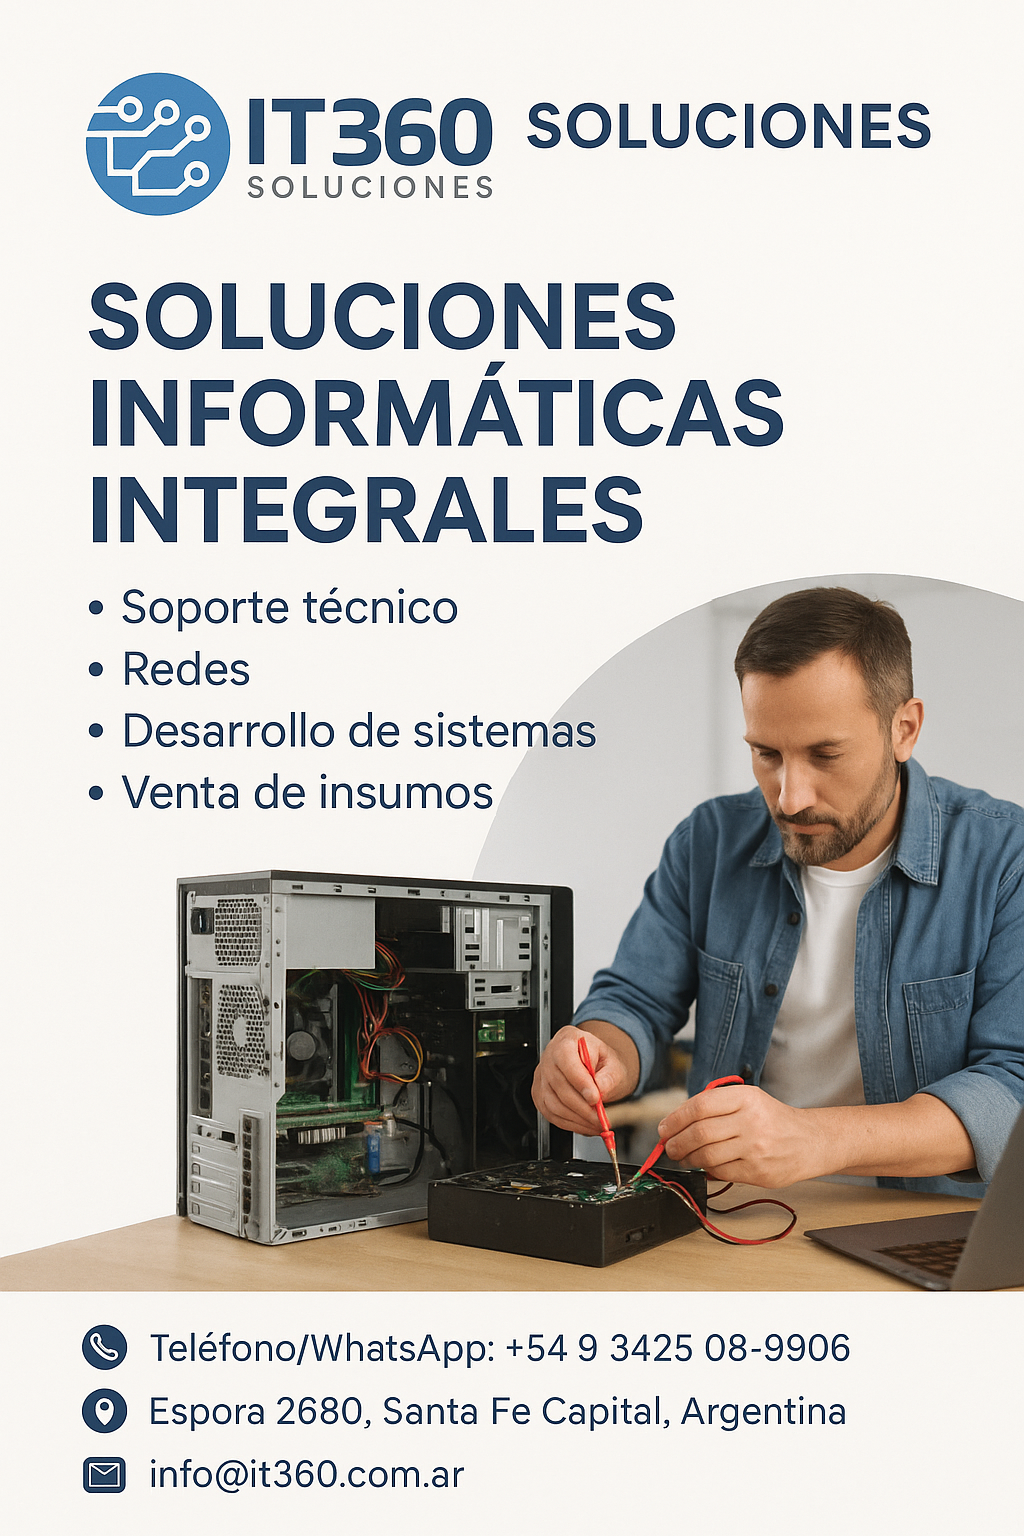 IT360 SOLUCIONES
SOLUCIONES
SOLUCIONES
INFORMÁTICAS
INTEGRALES
• Soporte técnico
• Redes
• Desarrollo de sistemas
• Venta de insumos
Teléfono/WhatsApp: +54 9 3425 08-9906
Espora 2680, Santa Fe Capital, Argentina
info@it360.com.ar